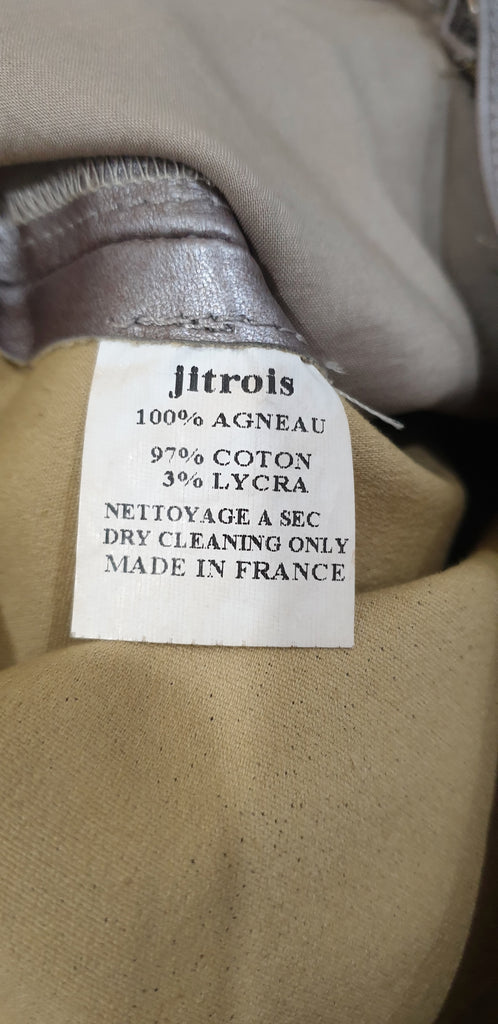 jitrois
100% AGNEAU
97% COTON
3% LYCRA
NETTOYAGE A SEC
DRY CLEANING ONLY
MADE IN FRANCE